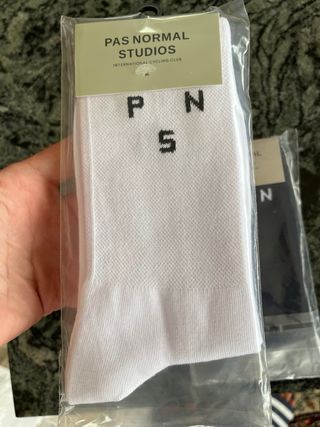 PAS NORMAL
STUDIOS
INTERNATIONAL CYCLING CLUB
P N
S
N